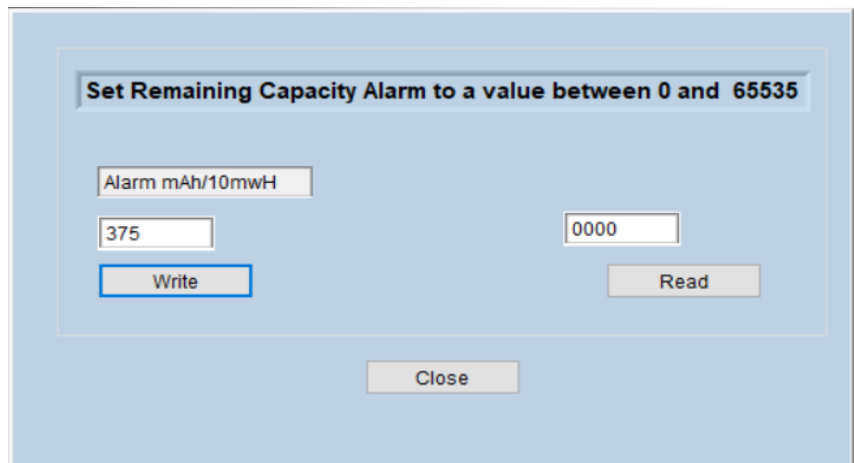 Set Remaining Capacity Alarm to a value between 0 and  65535
Alarm mAh/10mwH
375
0000
Write
Read
Close